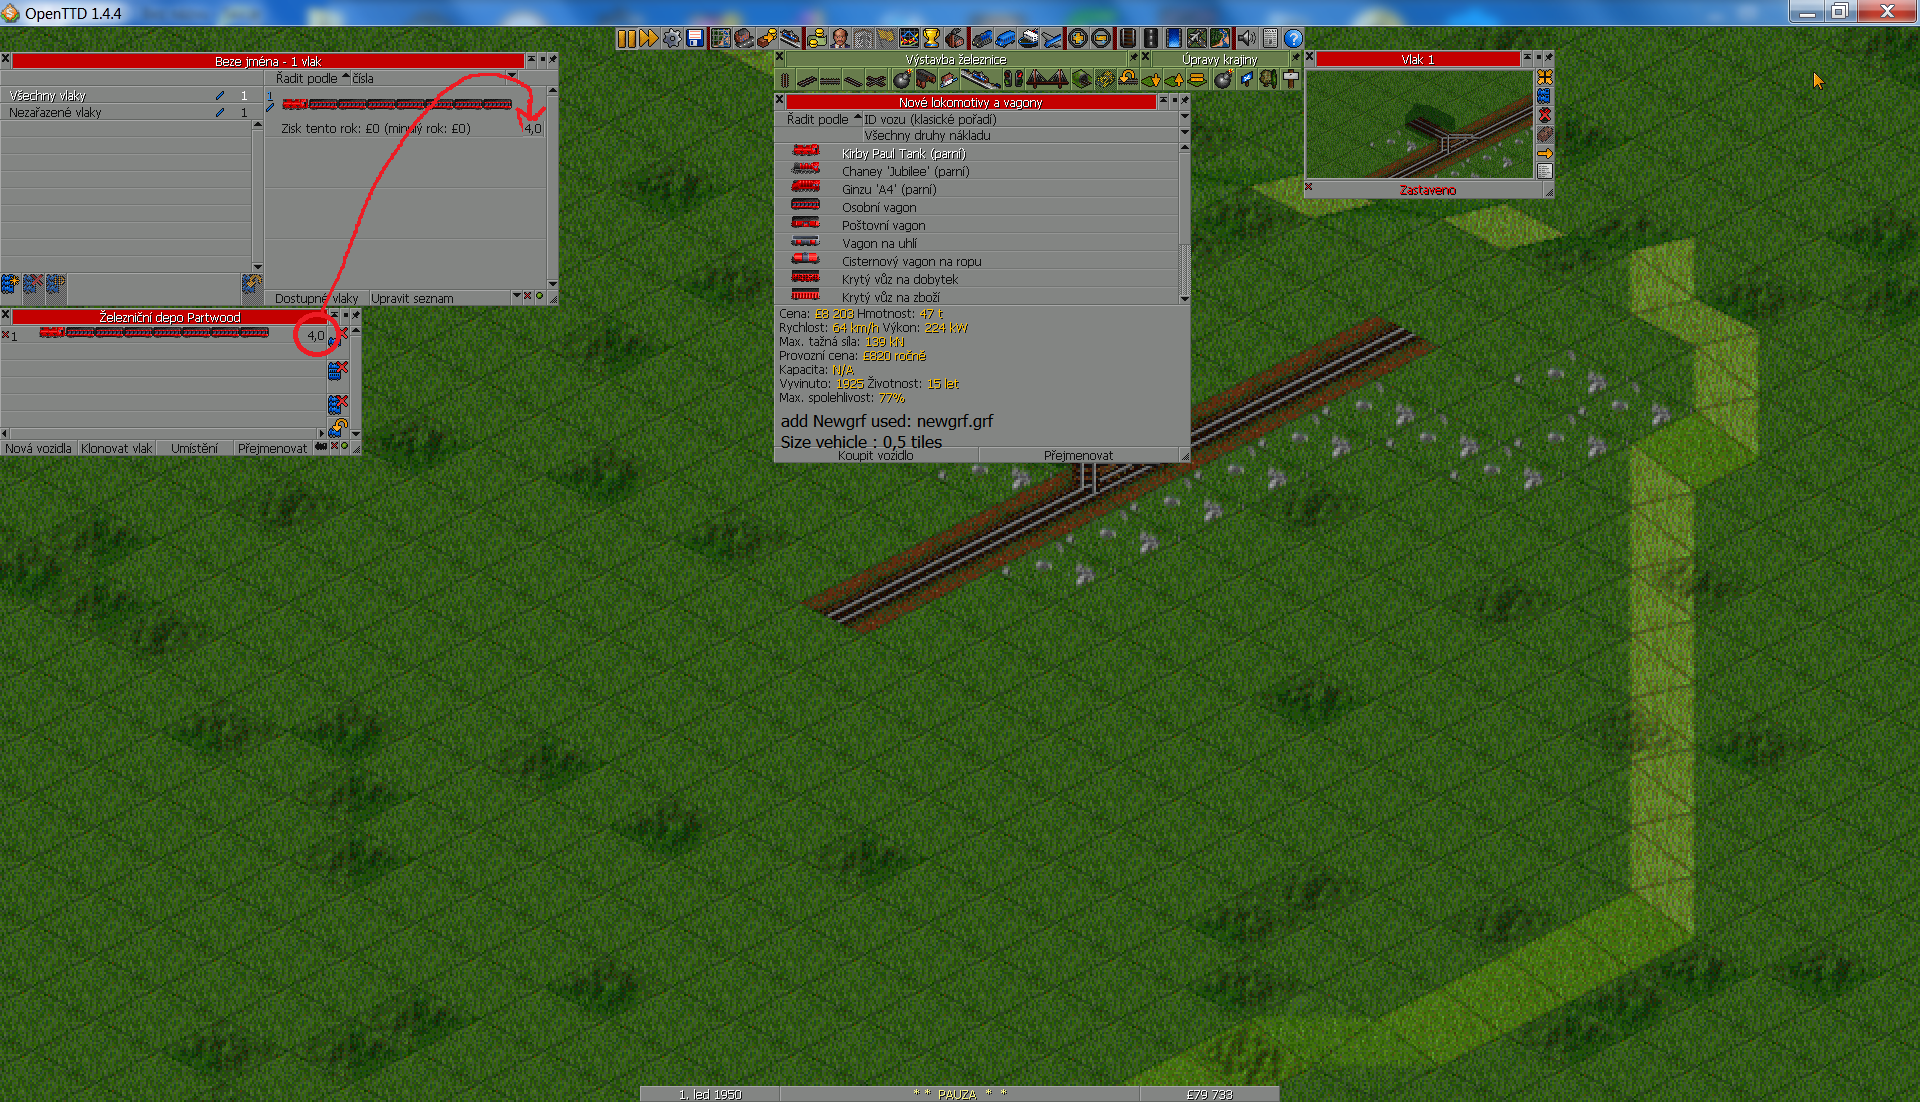 OpenTTD 1.4.4
Beze jména - 1 vlak
Řadit podle čísla
Všechny vlaky 1
Nezařazené vlaky 1
1
Zisk tento rok: £0 (minulý rok: £0) 4,0
Dostupné vlaky Upravit seznam
Železniční depo Partwood
1 4,0
Nová vozidla Klonovat vlak Umístění Přejmenovat
Výstavba železnice
Úpravy krajiny
Nové lokomotivy a vagony
Řadit podle ID vozu (klasické pořadí)
Všechny druhy nákladu
Kirby Paul Tank (parní)
Chaney 'Jubilee' (parní)
Ginzu 'A4' (parní)
Osobní vagon
Poštovní vagon
Vagon na uhlí
Cisternový vagon na ropu
Krytý vůz na dobytek
Krytý vůz na zboží
Cena: £8 203 Hmotnost: 47 t
Rychlost: 64 km/h Výkon: 224 kW
Max. tažná síla: 139 kN
Provozní cena: £820 ročně
Kapacita: N/A
Vyvinuto: 1925 Životnost: 15 let
Max. spolehlivost: 77%
add Newgrf used: newgrf.grf
Size vehicle : 0,5 tiles
Koupit vozidlo Přejmenovat
Vlak 1
Zastaveno
1. led 1950 * * PAUZA * * £79 733